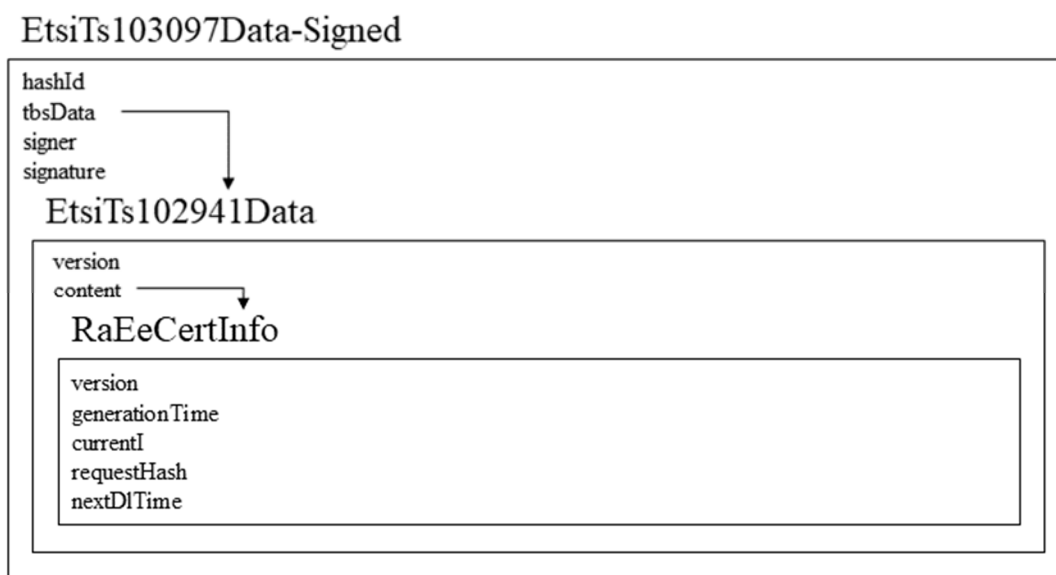 EtsiTs103097Data-Signed
hashId
tbsData
signer
signature
EtsiTs102941Data
version
content
RaEeCertInfo
version
generationTime
currentI
requestHash
nextDlTime